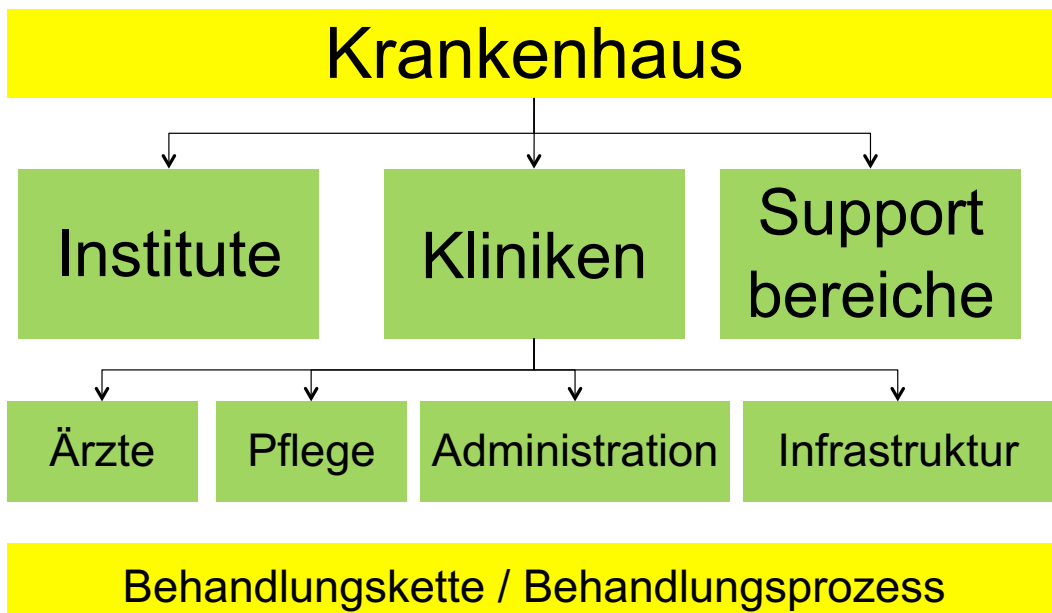 Krankenhaus
Institute
Kliniken
Support
bereiche
Ärzte
Pflege
Administration
Infrastruktur
Behandlungskette / Behandlungsprozess